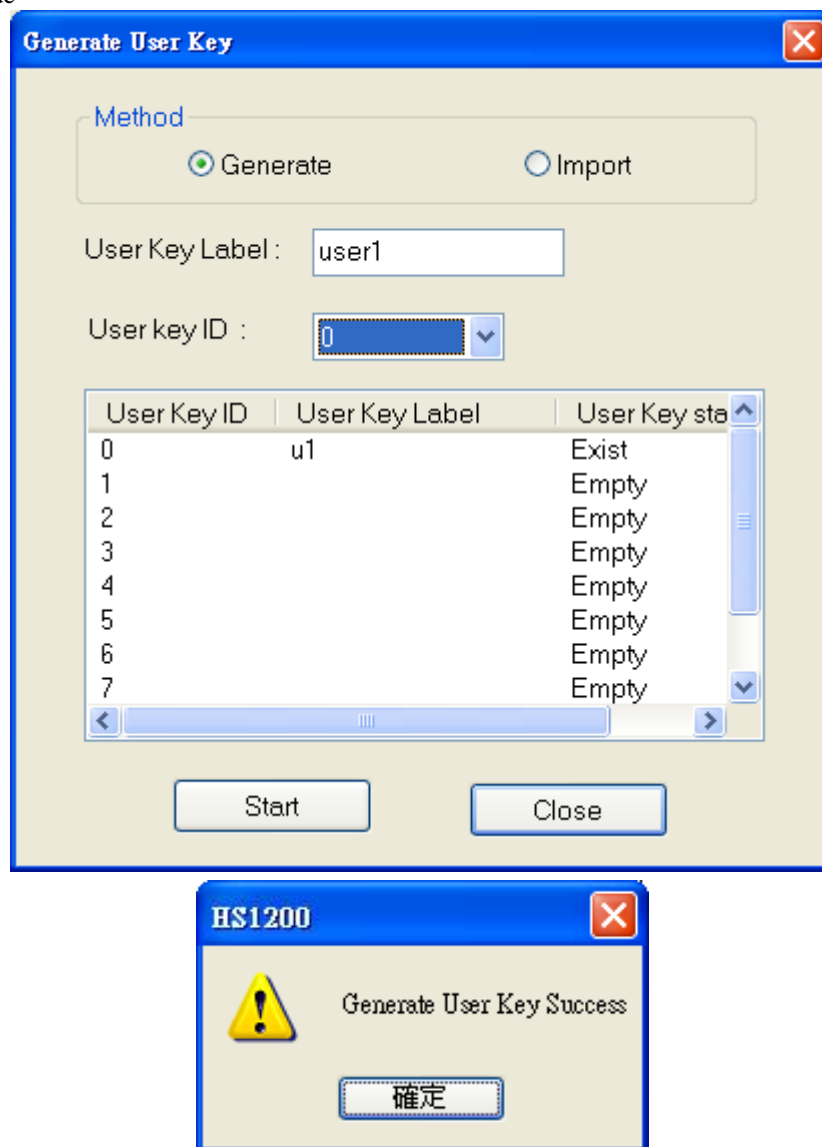 Generate User Key
Method
Generate Import
User Key Label :
user1
User key ID :
0
User Key ID User Key Label User Key sta
0 u1 Exist
1 Empty
2 Empty
3 Empty
4 Empty
5 Empty
6 Empty
7 Empty
Start Close
HS1200
Generate User Key Success
確定